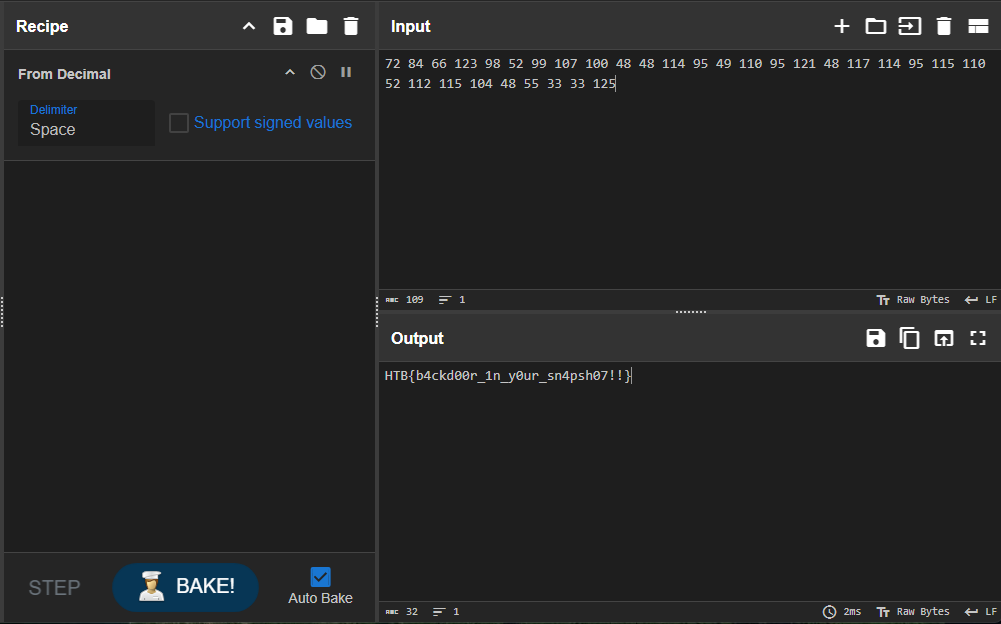 Recipe
From Decimal
Delimiter
Space
Support signed values
STEP
BAKE!
Auto Bake
Input
72 84 66 123 98 52 99 107 100 48 48 114 95 49 110 95 121 48 117 114 95 115 110
52 112 115 104 48 55 33 33 125
ABC 109 1
Tт Raw Bytes LF
Output
HTB{b4ckd00r_1n_y0ur_sn4psh07!!}
ABC 32 1
2ms Tт Raw Bytes LF